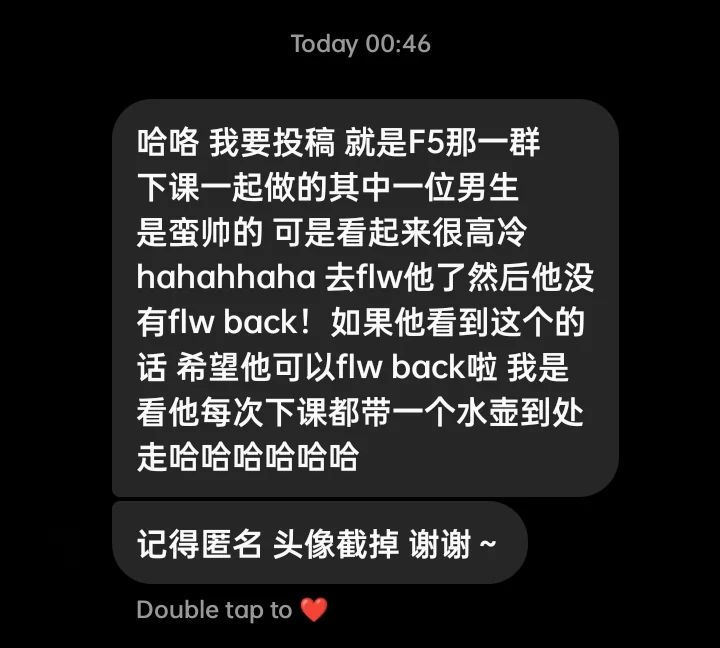 Today 00:46
哈咯 我要投稿 就是F5那一群
下课一起做的其中一位男生
是蛮帅的 可是看起来很高冷
hahahhaha 去flw他了然后他没
有flw back！如果他看到这个的
话 希望他可以flw back啦 我是
看他每次下课都带一个水壶到处
走哈哈哈哈哈哈
记得匿名 头像截掉 谢谢 ~
Double tap to ❤️